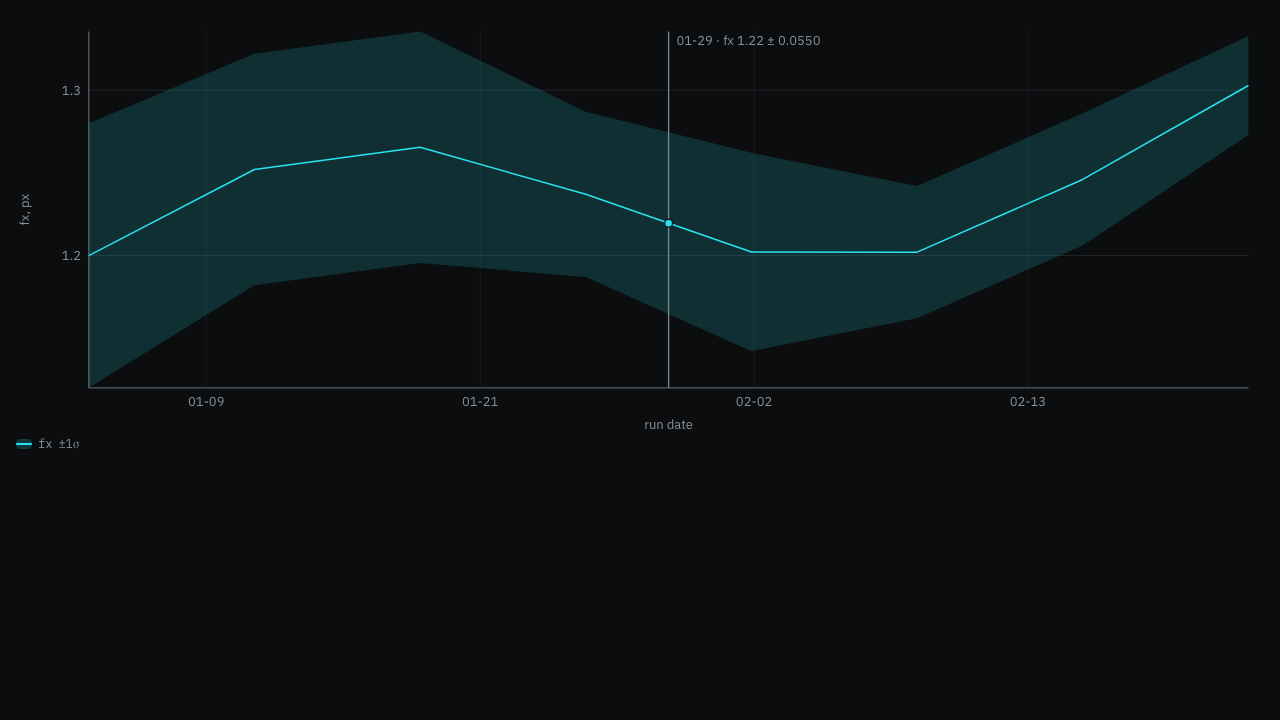 01-29 · fx 1.22 ± 0.0550
1.3
fx, px
1.2
01-09
01-21
02-02
02-13
run date
fx ±1σ